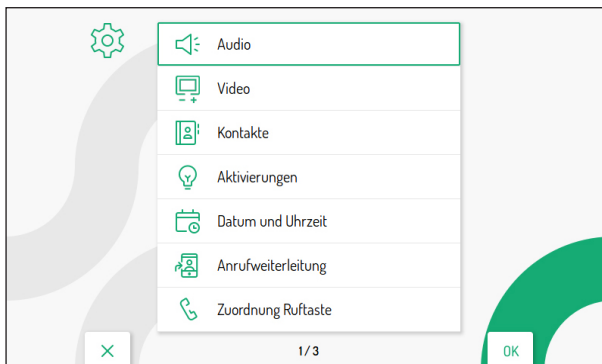 Audio
Video
Kontakte
Aktivierungen
Datum und Uhrzeit
Anrufweiterleitung
Zuordnung Ruftaste
1/3
OK